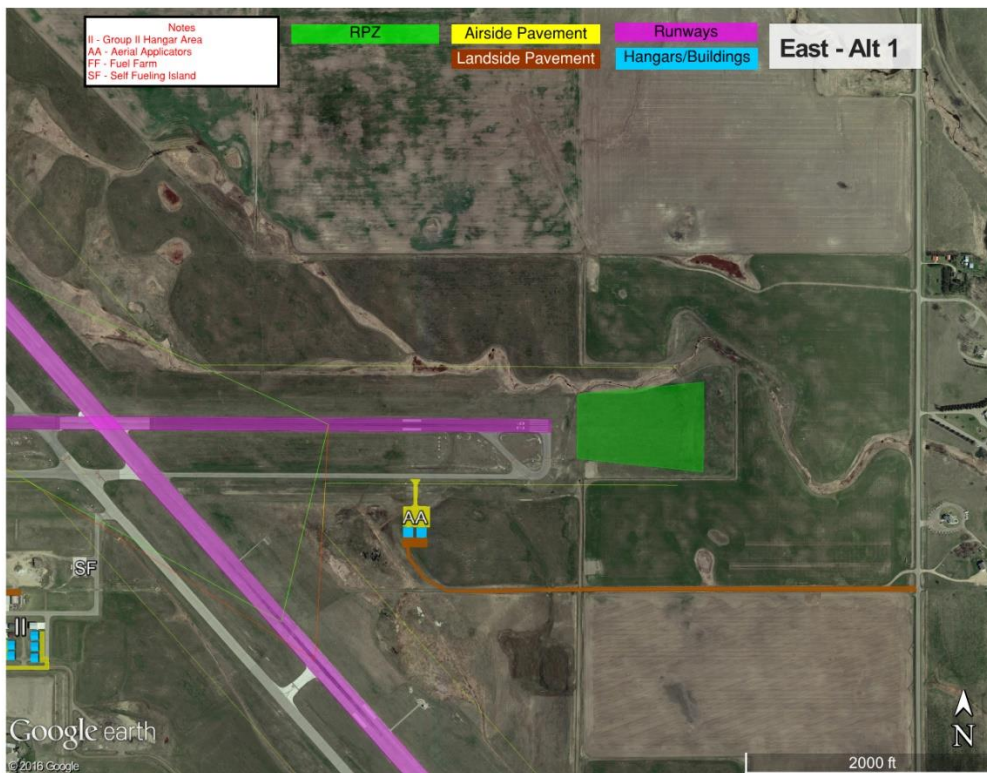 Notes
II - Group II Hangar Area
AA - Aerial Applicators
FF - Fuel Farm
SF - Self Fueling Island
RPZ
Airside Pavement
Runways
Landside Pavement
Hangars/Buildings
East - Alt 1
AA
SF
II
Google earth
© 2016 Google
N
2000 ft